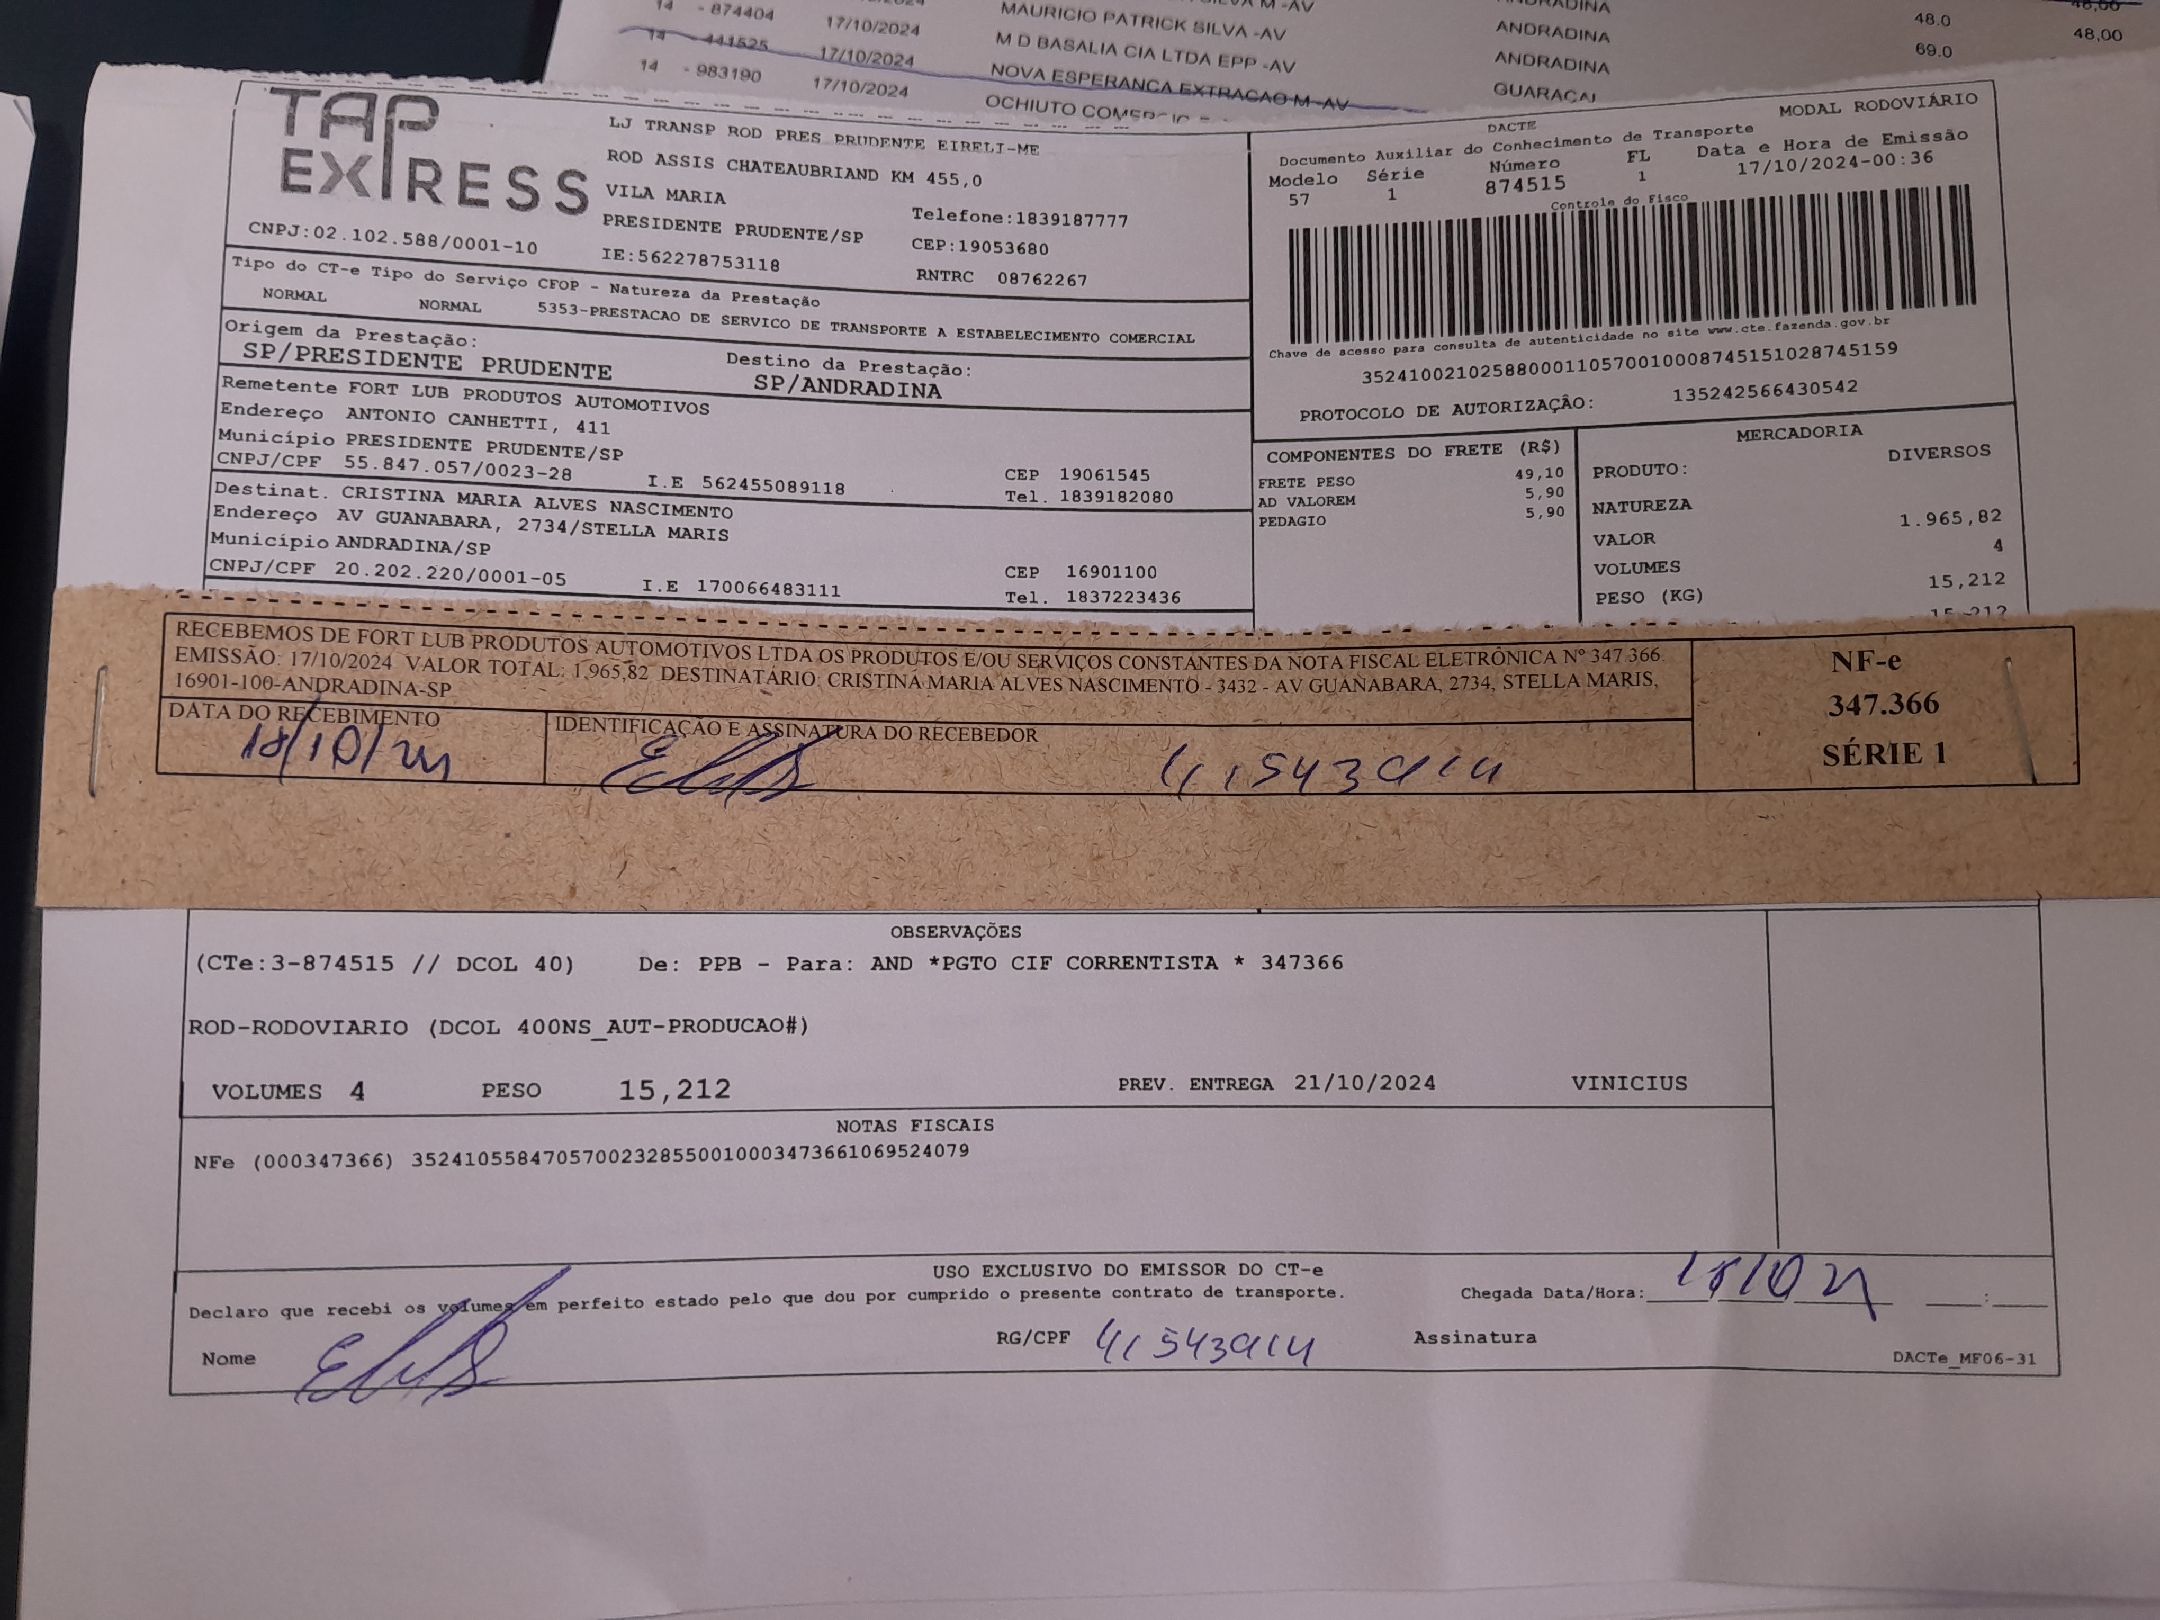 14 - 874404 17/10/2024 MAURICIO PATRICK SILVA -AV ANDRADINA 48.0 48,00
14 - 441525 17/10/2024 M D BASALIA CIA LTDA EPP -AV ANDRADINA 69.0
14 - 983190 17/10/2024 NOVA ESPERANCA EXTRACAO M -AV GUARACAI
OCHIUTO
TAP EXPRESS
CNPJ:02.102.588/0001-10
LJ TRANSP ROD PRES PRUDENTE EIRELI-ME
ROD ASSIS CHATEAUBRIAND KM 455,0
VILA MARIA
PRESIDENTE PRUDENTE/SP
IE:562278753118
Telefone:1839187777
CEP:19053680
RNTRC 08762267
DACTE MODAL RODOVIÁRIO
Documento Auxiliar do Conhecimento de Transporte
Modelo Série Número FL Data e Hora de Emissão
57 1 874515 1 17/10/2024-00:36
Controle do Fisco
Chave de acesso para consulta de autenticidade no site www.cte.fazenda.gov.br
35241002102588000110570010008745151028745159
PROTOCOLO DE AUTORIZAÇÃO: 135242566430542
Tipo do CT-e Tipo do Serviço CFOP - Natureza da Prestação
NORMAL NORMAL 5353-PRESTACAO DE SERVICO DE TRANSPORTE A ESTABELECIMENTO COMERCIAL
Origem da Prestação: Destino da Prestação:
SP/PRESIDENTE PRUDENTE SP/ANDRADINA
Remetente FORT LUB PRODUTOS AUTOMOTIVOS
Endereço ANTONIO CANHETTI, 411
Município PRESIDENTE PRUDENTE/SP CEP 19061545
CNPJ/CPF 55.847.057/0023-28 I.E 562455089118 Tel. 1839182080
Destinat. CRISTINA MARIA ALVES NASCIMENTO
Endereço AV GUANABARA, 2734/STELLA MARIS
Município ANDRADINA/SP CEP 16901100
CNPJ/CPF 20.202.220/0001-05 I.E 170066483111 Tel. 1837223436
COMPONENTES DO FRETE (R$)
FRETE PESO 49,10
AD VALOREM 5,90
PEDAGIO 5,90
MERCADORIA
PRODUTO: DIVERSOS
NATUREZA
VALOR 1.965,82
VOLUMES 4
PESO (KG) 15,212
15,212
RECEBEMOS DE FORT LUB PRODUTOS AUTOMOTIVOS LTDA OS PRODUTOS E/OU SERVIÇOS CONSTANTES DA NOTA FISCAL ELETRÔNICA Nº 347.366
EMISSÃO: 17/10/2024 VALOR TOTAL: 1.965,82 DESTINATÁRIO: CRISTINA MARIA ALVES NASCIMENTO - 3432 - AV GUANABARA, 2734, STELLA MARIS,
16901-100-ANDRADINA-SP
DATA DO RECEBIMENTO IDENTIFICAÇÃO E ASSINATURA DO RECEBEDOR
18/10/24 41543914
NF-e
347.366
SÉRIE 1
OBSERVAÇÕES
(CTe:3-874515 // DCOL 40) De: PPB - Para: AND *PGTO CIF CORRENTISTA * 347366
ROD-RODOVIARIO (DCOL 400NS_AUT-PRODUCAO#)
VOLUMES 4 PESO 15,212 PREV. ENTREGA 21/10/2024 VINICIUS
NOTAS FISCAIS
NFe (000347366) 35241055847057002328550010003473661069524079
USO EXCLUSIVO DO EMISSOR DO CT-e
Declaro que recebi os volumes em perfeito estado pelo que dou por cumprido o presente contrato de transporte. Chegada Data/Hora: 18/10 24 :
Nome RG/CPF 41543914 Assinatura
DACTe_MF06-31